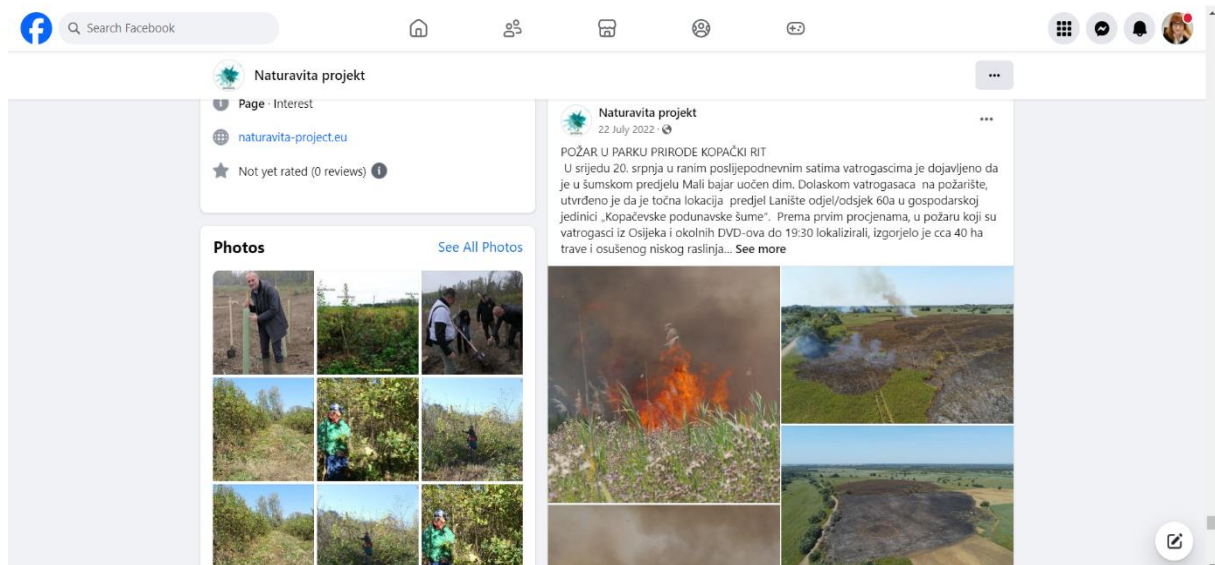 Search Facebook
Naturavita projekt
Page · Interest
naturavita-project.eu
Not yet rated (0 reviews)
Photos
See All Photos
Naturavita projekt
22 July 2022 ·
POŽAR U PARKU PRIRODE KOPAČKI RIT
U srijedu 20. srpnja u ranim poslijepodnevnim satima vatrogascima je dojavljeno da
je u šumskom predjelu Mali bajar uočen dim. Dolaskom vatrogasaca na požarište,
utvrđeno je da je točna lokacija predjel Lanište odjel/odsjek 60a u gospodarskoj
jedinici „Kopačevske podunavske šume". Prema prvim procjenama, u požaru koji su
vatrogasci iz Osijeka i okolnih DVD-ova do 19:30 lokalizirali, izgorjelo je cca 40 ha
trave i osušenog niskog raslinja... See more